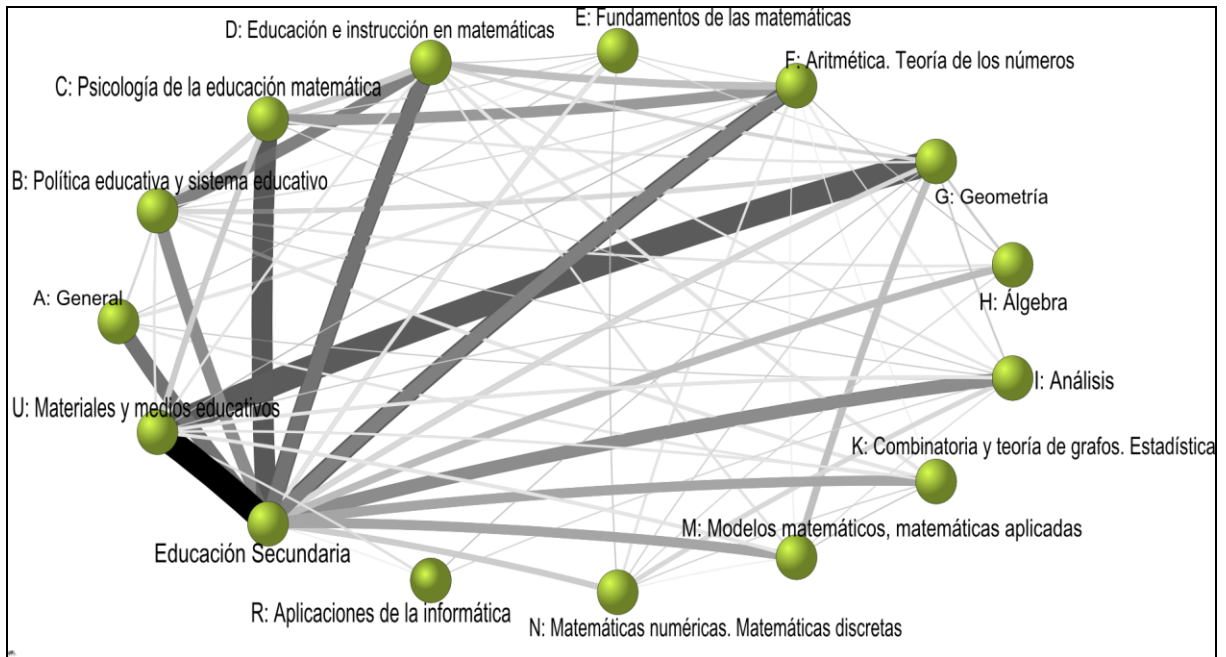 E: Fundamentos de las matemáticas
D: Educación e instrucción en matemáticas
F: Aritmética. Teoría de los números
C: Psicología de la educación matemática
B: Política educativa y sistema educativo
G: Geometría
A: General
H: Álgebra
I: Análisis
U: Materiales y medios educativos
K: Combinatoria y teoría de grafos. Estadística
M: Modelos matemáticos, matemáticas aplicadas
Educación Secundaria
R: Aplicaciones de la informática
N: Matemáticas numéricas. Matemáticas discretas